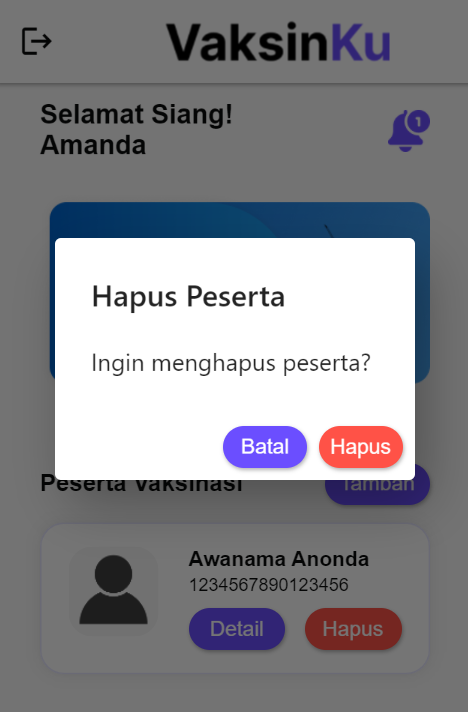 VaksinKu
Selamat Siang!
Amanda
1
Hapus Peserta
Ingin menghapus peserta?
Batal
Hapus
Peserta Vaksinasi
Tambah
Awanama Anonda
1234567890123456
Detail
Hapus